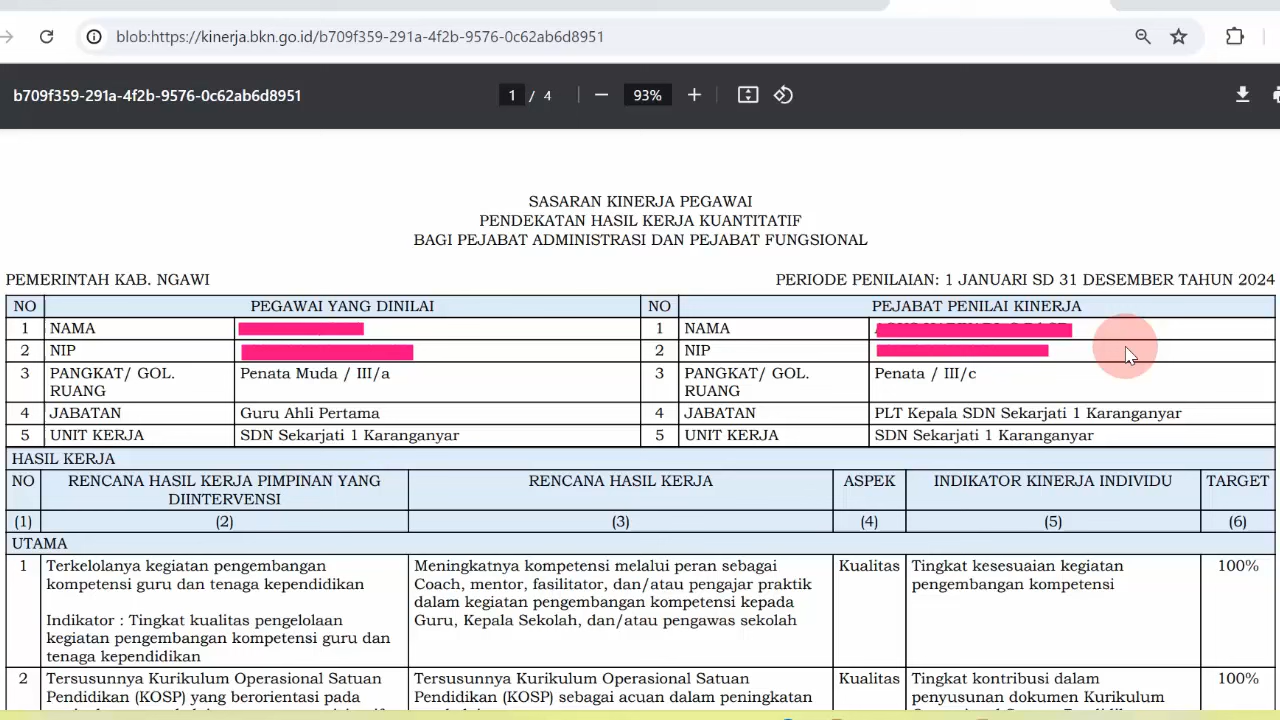 blob:https://kinerja.bkn.go.id/b709f359-291a-4f2b-9576-0c62ab6d8951
b709f359-291a-4f2b-9576-0c62ab6d8951
1 / 4
93%
SASARAN KINERJA PEGAWAI
PENDEKATAN HASIL KERJA KUANTITATIF
BAGI PEJABAT ADMINISTRASI DAN PEJABAT FUNGSIONAL
PEMERINTAH KAB. NGAWI
PERIODE PENILAIAN: 1 JANUARI SD 31 DESEMBER TAHUN 2024
NO PEGAWAI YANG DINILAI NO PEJABAT PENILAI KINERJA
1 NAMA 1 NAMA
2 NIP 2 NIP
3 PANGKAT/ GOL. Penata Muda / III/a 3 PANGKAT/ GOL. Penata / III/c
RUANG RUANG
4 JABATAN Guru Ahli Pertama 4 JABATAN PLT Kepala SDN Sekarjati 1 Karanganyar
5 UNIT KERJA SDN Sekarjati 1 Karanganyar 5 UNIT KERJA SDN Sekarjati 1 Karanganyar
HASIL KERJA
NO RENCANA HASIL KERJA PIMPINAN YANG RENCANA HASIL KERJA ASPEK INDIKATOR KINERJA INDIVIDU TARGET
DIINTERVENSI
(1) (2) (3) (4) (5) (6)
UTAMA
1 Terkelolanya kegiatan pengembangan Meningkatnya kompetensi melalui peran sebagai Kualitas Tingkat kesesuaian kegiatan 100%
kompetensi guru dan tenaga kependidikan Coach, mentor, fasilitator, dan/atau pengajar praktik pengembangan kompetensi
dalam kegiatan pengembangan kompetensi kepada
Indikator : Tingkat kualitas pengelolaan Guru, Kepala Sekolah, dan/atau pengawas sekolah
kegiatan pengembangan kompetensi guru dan
tenaga kependidikan
2 Tersusunnya Kurikulum Operasional Satuan Tersusunnya Kurikulum Operasional Satuan Kualitas Tingkat kontribusi dalam 100%
Pendidikan (KOSP) yang berorientasi pada Pendidikan (KOSP) sebagai acuan dalam peningkatan penyusunan dokumen Kurikulum